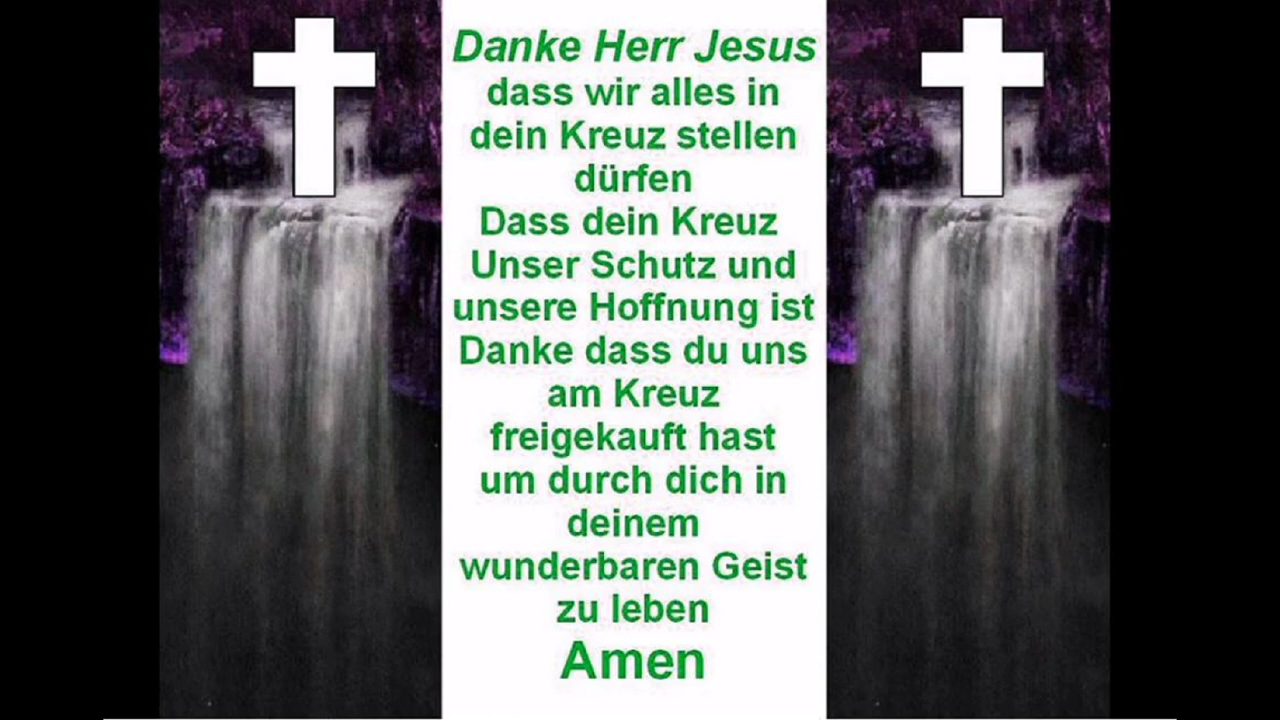 Danke Herr Jesus
dass wir alles in
dein Kreuz stellen
dürfen
Dass dein Kreuz
Unser Schutz und
unsere Hoffnung ist
Danke dass du uns
am Kreuz
freigekauft hast
um durch dich in
deinem
wunderbaren Geist
zu leben
Amen